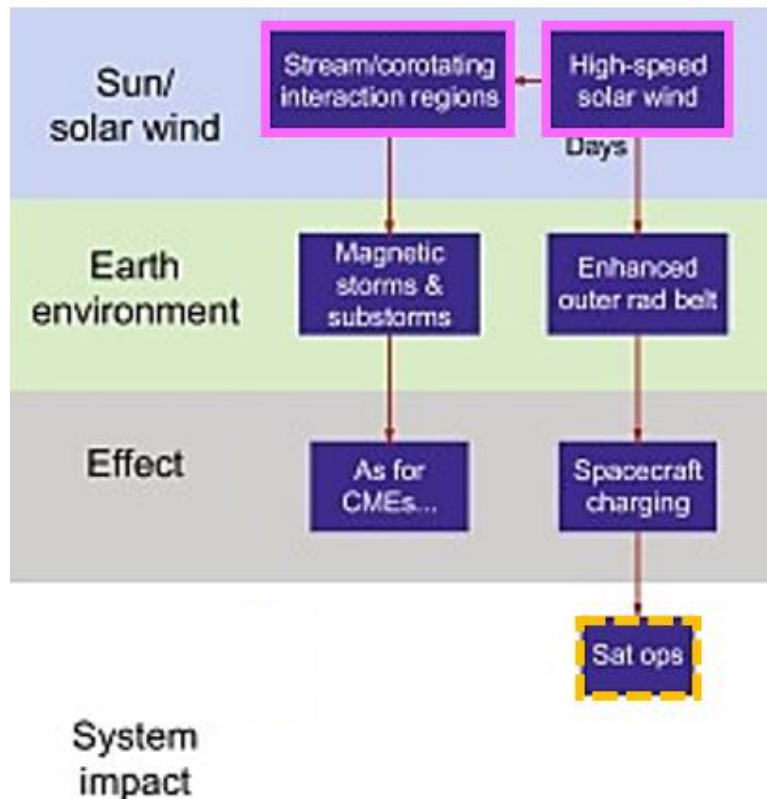 Sun/
solar wind
Stream/corotating
interaction regions
High-speed
solar wind
Days
Earth
environment
Magnetic
storms &
substorms
Enhanced
outer rad belt
Effect
As for
CMEs...
Spacecraft
charging
Sat ops
System
impact